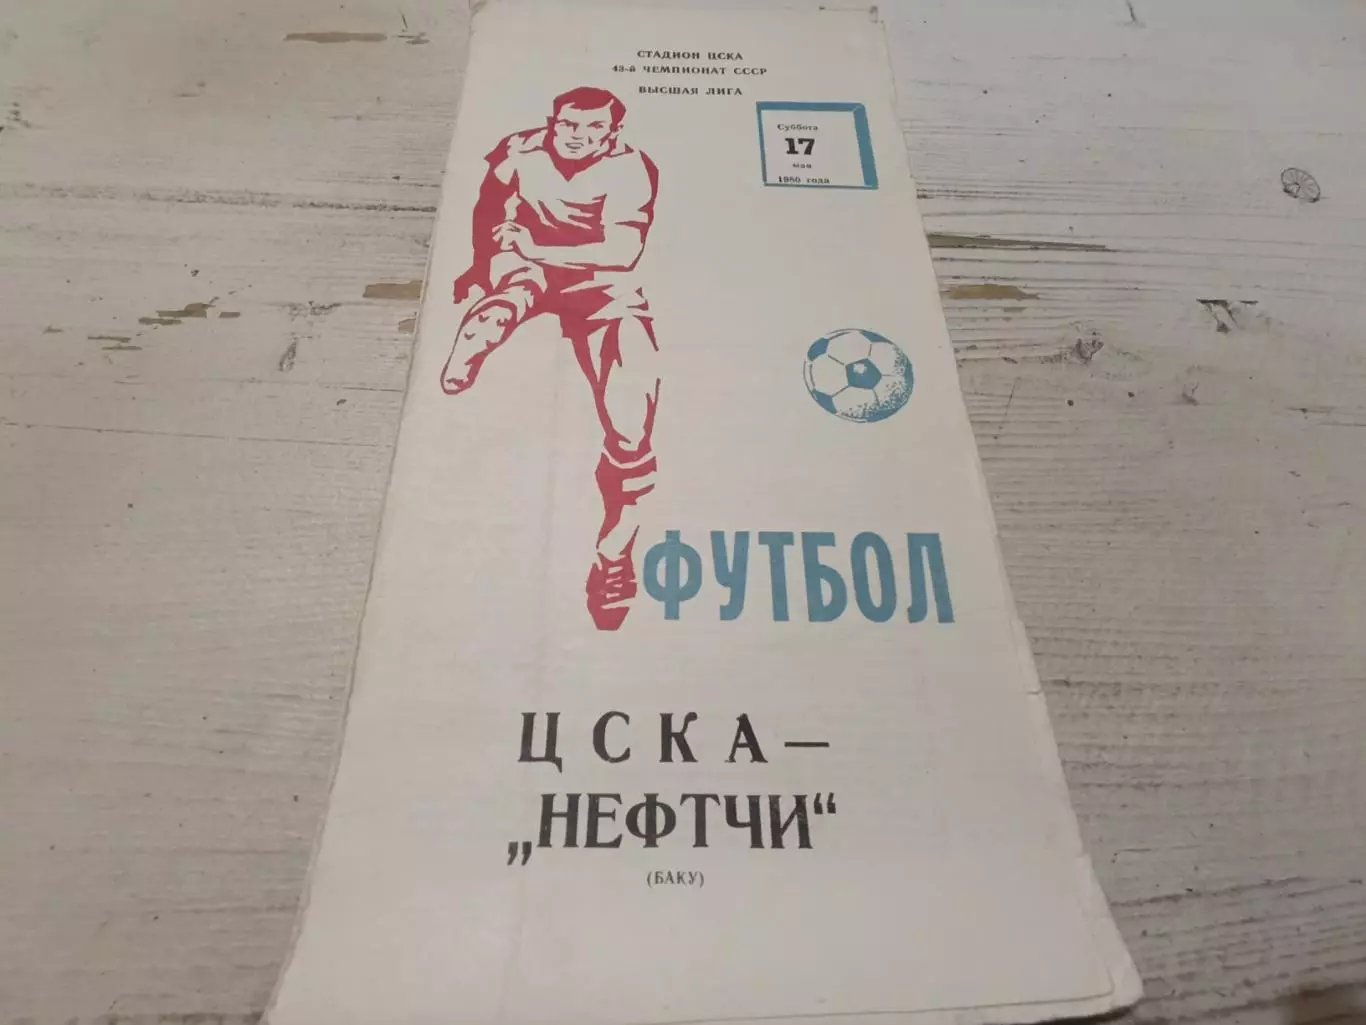 СТАДИОН ЦСКА
43-й ЧЕМПИОНАТ СССР
ВЫСШАЯ ЛИГА
Суббота
17
мая
1980 года
ФУТБОЛ
ЦСКА —
„НЕФТЧИ“
(БАКУ)